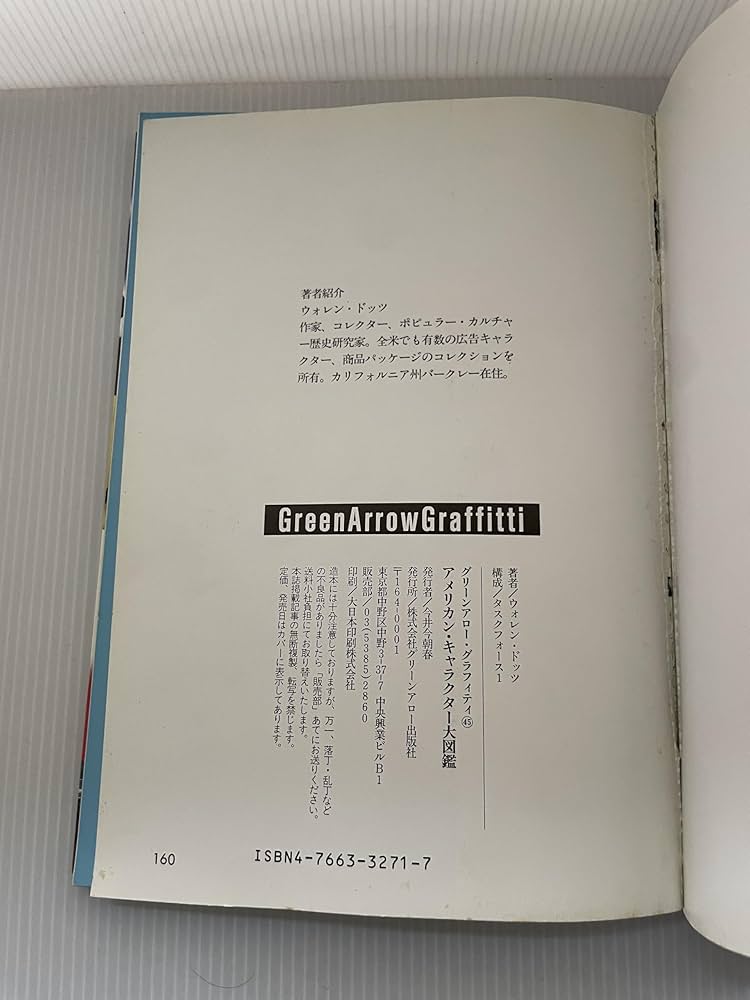 著者紹介
ウォレン・ドッツ
作家、コレクター、ポピュラー・カルチャ
ー歴史研究家。全米でも有数の広告キャラ
クター、商品パッケージのコレクションを
所有。カリフォルニア州バークレー在住。
GreenArrowGraffitti
著者／ウォレン・ドッツ
構成／タスクフォース1
グリーンアロー・グラフィティ㊺
アメリカン・キャラクター大図鑑
発行者／今井今朝春
発行所／株式会社グリーンアロー出版社
〒164-0001
東京都中野区中野3-37-7 中央興業ビルB1
販売部／03(5385)2860
印刷／大日本印刷株式会社
造本には十分注意しておりますが、万一、落丁・乱丁など
の不良品がありましたら「販売部」あてにお送りください。
送料小社負担にてお取り替えいたします。
本誌掲載記事の無断複製、転写を禁じます。
定価、発売日はカバーに表示してあります。
160
ISBN4-7663-3271-7